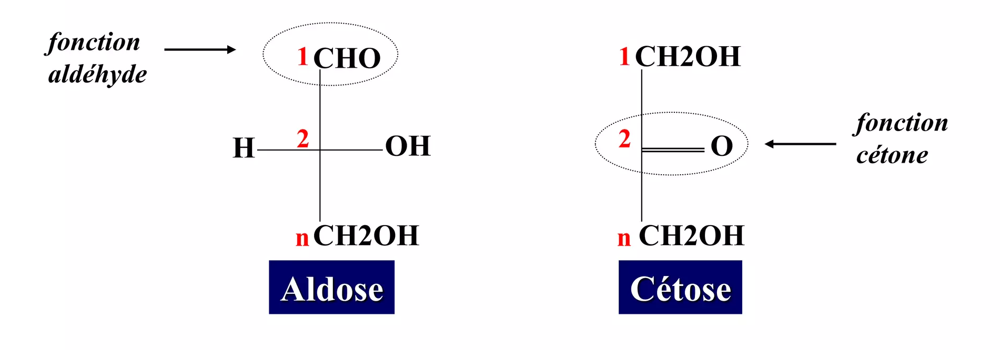 fonction
aldéhyde
1 CHO
H 2 OH
n CH2OH
Aldose
1 CH2OH
2 O
fonction
cétone
n CH2OH
Cétose